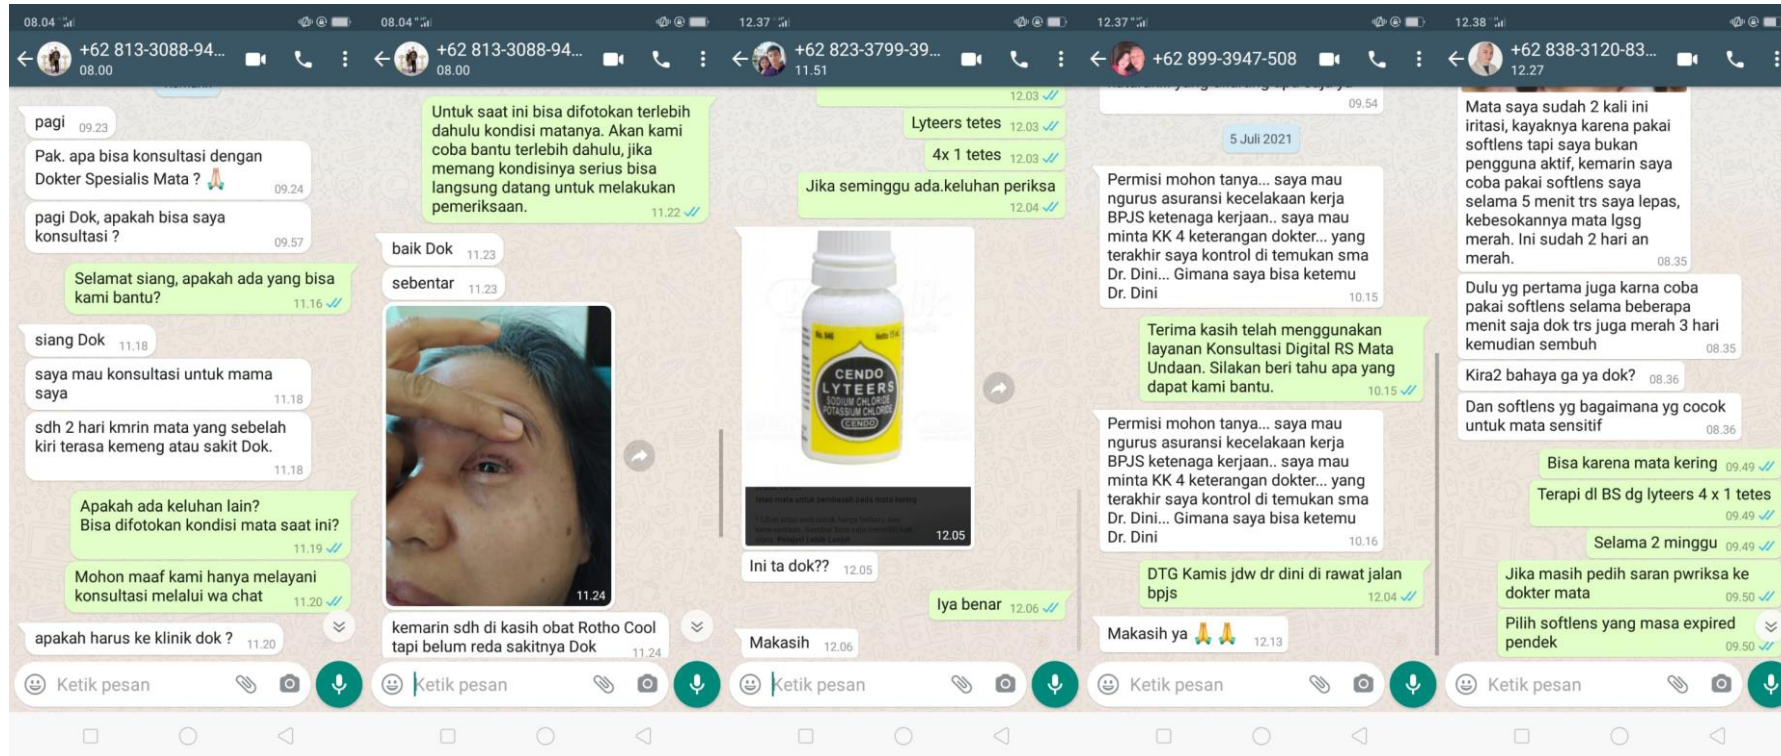 08.04
+62 813-3088-94...
08.00
pagi 09.23
Pak. apa bisa konsultasi dengan
Dokter Spesialis Mata ? 🙏🏻 09.24
pagi Dok, apakah bisa saya
konsultasi ? 09.57
Selamat siang, apakah ada yang bisa
kami bantu? 11.16
siang Dok 11.18
saya mau konsultasi untuk mama
saya 11.18
sdh 2 hari kmrin mata yang sebelah
kiri terasa kemeng atau sakit Dok.
11.18
Apakah ada keluhan lain?
Bisa difotokan kondisi mata saat ini?
11.19
Mohon maaf kami hanya melayani
konsultasi melalui wa chat 11.20
apakah harus ke klinik dok ? 11.20
Ketik pesan
08.04
+62 813-3088-94...
08.00
Untuk saat ini bisa difotokan terlebih
dahulu kondisi matanya. Akan kami
coba bantu terlebih dahulu, jika
memang kondisinya serius bisa
langsung datang untuk melakukan
pemeriksaan. 11.22
baik Dok 11.23
sebentar 11.23
11.24
kemarin sdh di kasih obat Rotho Cool
tapi belum reda sakitnya Dok 11.24
Ketik pesan
12.37
+62 823-3799-39...
11.51
12.03
Lyteers tetes 12.03
4x 1 tetes 12.03
Jika seminggu ada.keluhan periksa
12.04
CENDO
LYTEERS
SODIUM CHLORIDE
POTASSIUM CHLORIDE
CENDO
12.05
Ini ta dok?? 12.05
Iya benar 12.06
Makasih 12.06
Ketik pesan
12.37
+62 899-3947-508
09.54
5 Juli 2021
Permisi mohon tanya... saya mau
ngurus asuransi kecelakaan kerja
BPJS ketenaga kerjaan.. saya mau
minta KK 4 keterangan dokter... yang
terakhir saya kontrol di temukan sma
Dr. Dini... Gimana saya bisa ketemu
Dr. Dini 10.15
Terima kasih telah menggunakan
layanan Konsultasi Digital RS Mata
Undaan. Silakan beri tahu apa yang
dapat kami bantu. 10.15
Permisi mohon tanya... saya mau
ngurus asuransi kecelakaan kerja
BPJS ketenaga kerjaan.. saya mau
minta KK 4 keterangan dokter... yang
terakhir saya kontrol di temukan sma
Dr. Dini... Gimana saya bisa ketemu
Dr. Dini 10.16
DTG Kamis jdw dr dini di rawat jalan
bpjs 12.04
Makasih ya 🙏 🙏 12.13
Ketik pesan
12.38
+62 838-3120-83...
12.27
Mata saya sudah 2 kali ini
iritasi, kayaknya karena pakai
softlens tapi saya bukan
pengguna aktif, kemarin saya
coba pakai softlens saya
selama 5 menit trs saya lepas,
kebesokannya mata lgsg
merah. Ini sudah 2 hari an
merah. 08.35
Dulu yg pertama juga karna coba
pakai softlens selama beberapa
menit saja dok trs juga merah 3 hari
kemudian sembuh 08.35
Kira2 bahaya ga ya dok? 08.36
Dan softlens yg bagaimana yg cocok
untuk mata sensitif 08.36
Bisa karena mata kering 09.49
Terapi dl BS dg lyteers 4 x 1 tetes
09.49
Selama 2 minggu 09.49
Jika masih pedih saran pwriksa ke
dokter mata 09.50
Pilih softlens yang masa expired
pendek 09.50
Ketik pesan